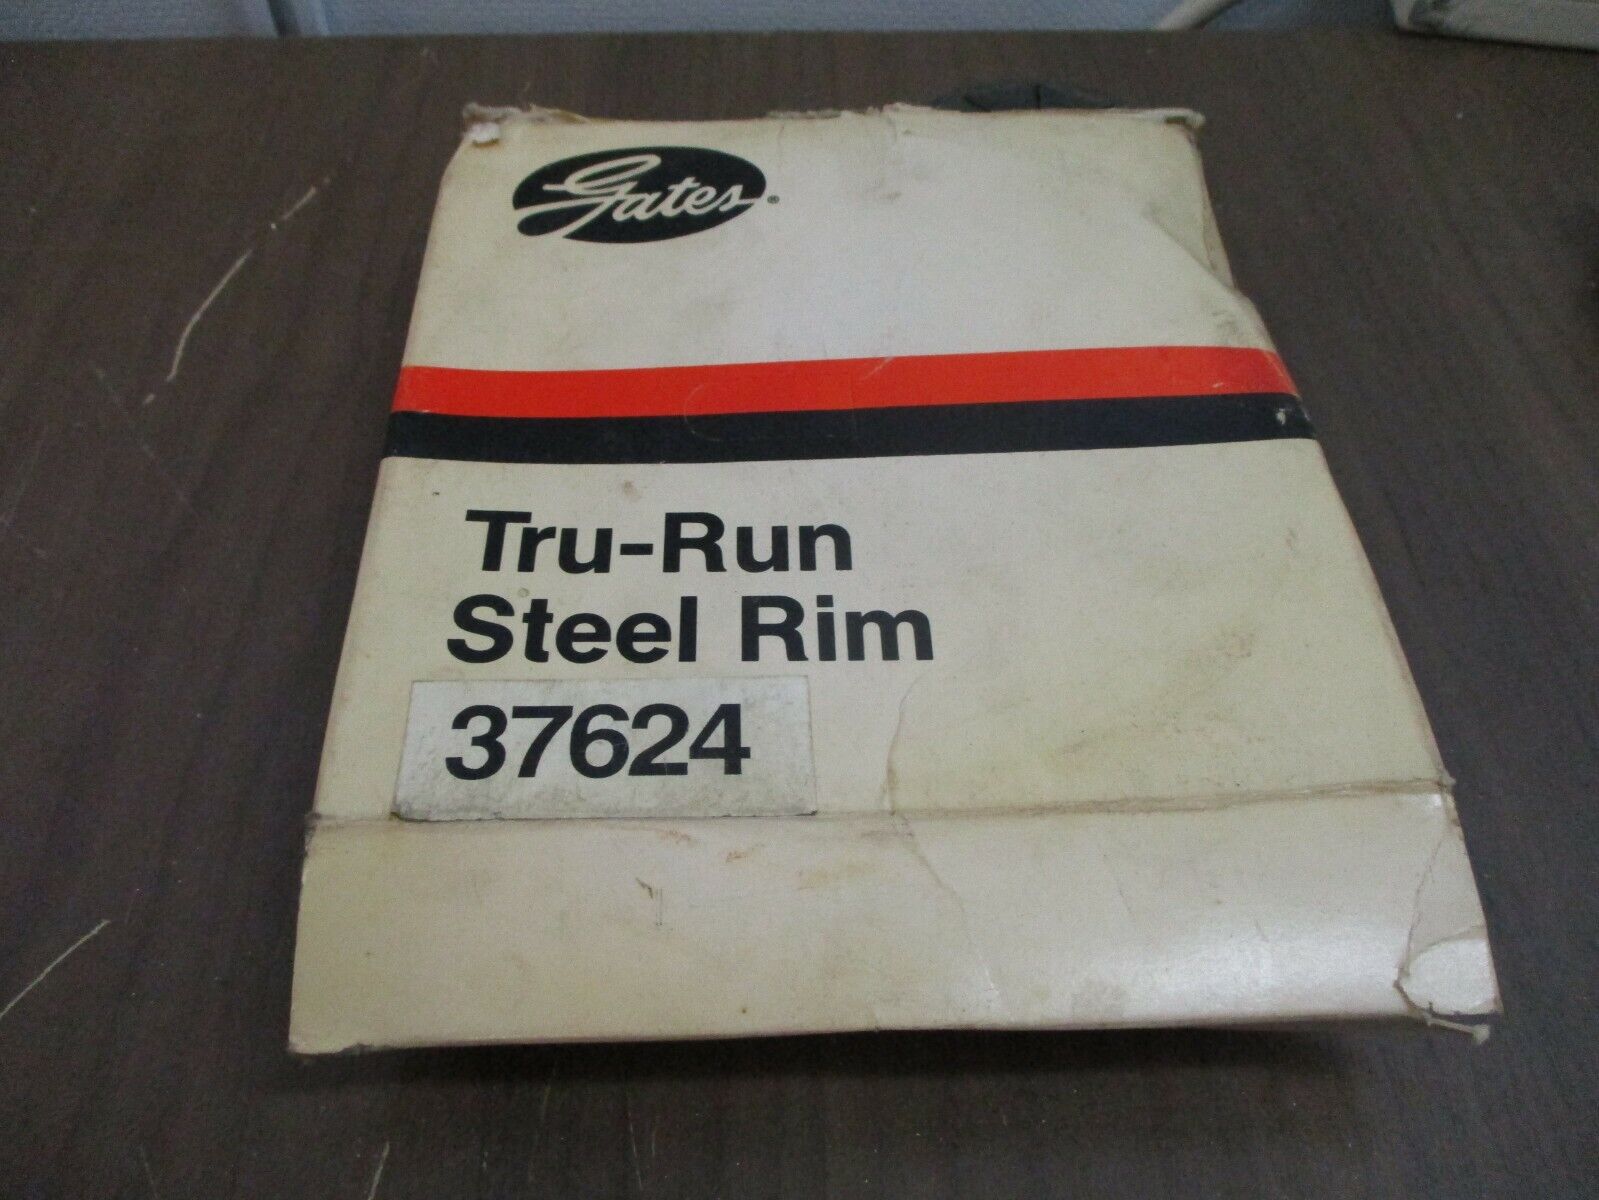 Gates®
Tru-Run
Steel Rim
37624